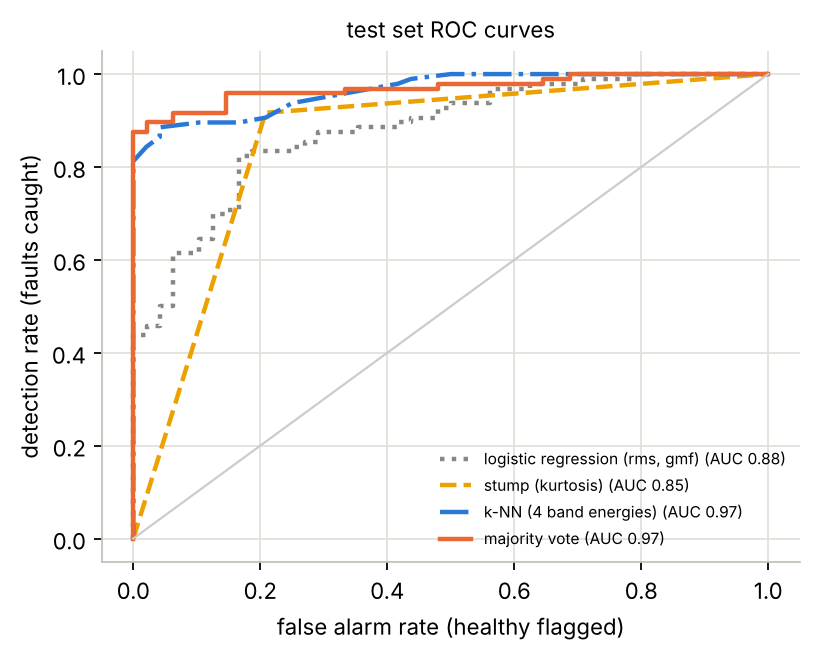 test set ROC curves
detection rate (faults caught)
1.0
0.8
0.6
0.4
0.2
0.0
logistic regression (rms, gmf) (AUC 0.88)
stump (kurtosis) (AUC 0.85)
k-NN (4 band energies) (AUC 0.97)
majority vote (AUC 0.97)
0.0 0.2 0.4 0.6 0.8 1.0
false alarm rate (healthy flagged)